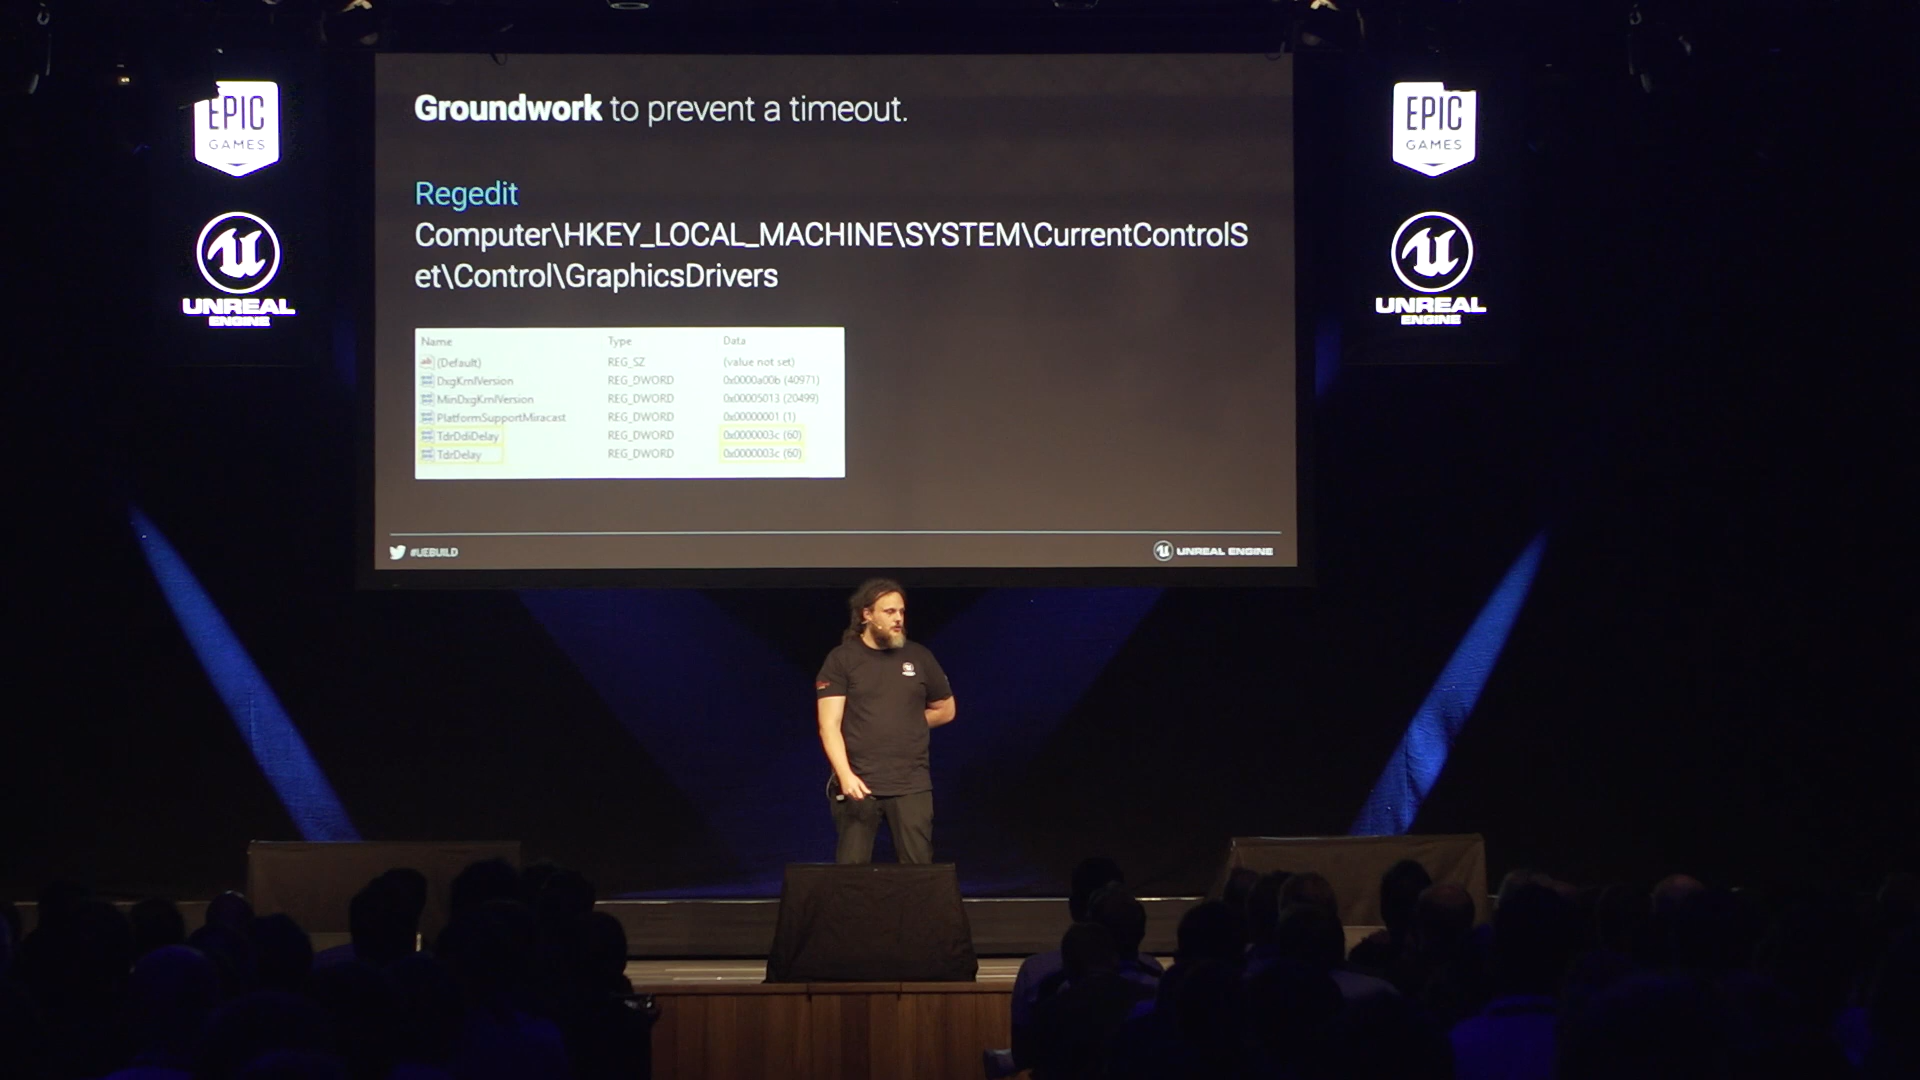 EPIC
GAMES
UNREAL
ENGINE
Groundwork to prevent a timeout.
Regedit
Computer\HKEY_LOCAL_MACHINE\SYSTEM\CurrentControlS
et\Control\GraphicsDrivers
Name Type Data
(Default) REG_SZ (value not set)
DxgKrnlVersion REG_DWORD 0x0000a00b (40971)
MinDxgKrnlVersion REG_DWORD 0x00005013 (20499)
PlatformSupportMiracast REG_DWORD 0x00000001 (1)
TdrDdiDelay REG_DWORD 0x0000003c (60)
TdrDelay REG_DWORD 0x0000003c (60)
#UEBUILD UNREAL ENGINE
EPIC
GAMES
UNREAL
ENGINE